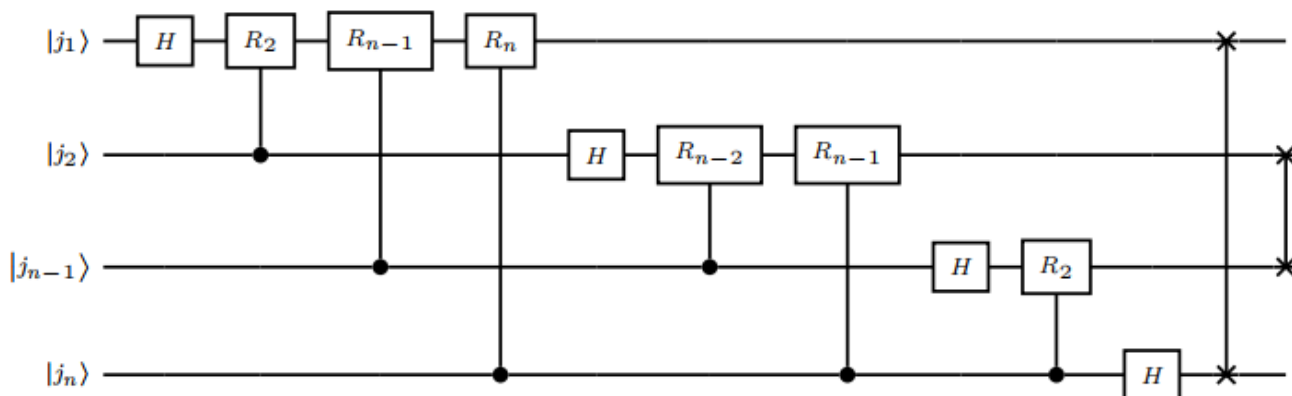 |j₁⟩ H R₂ Rₙ₋₁ Rₙ
|j₂⟩ H Rₙ₋₂ Rₙ₋₁
|jₙ₋₁⟩ H R₂
|jₙ⟩ H